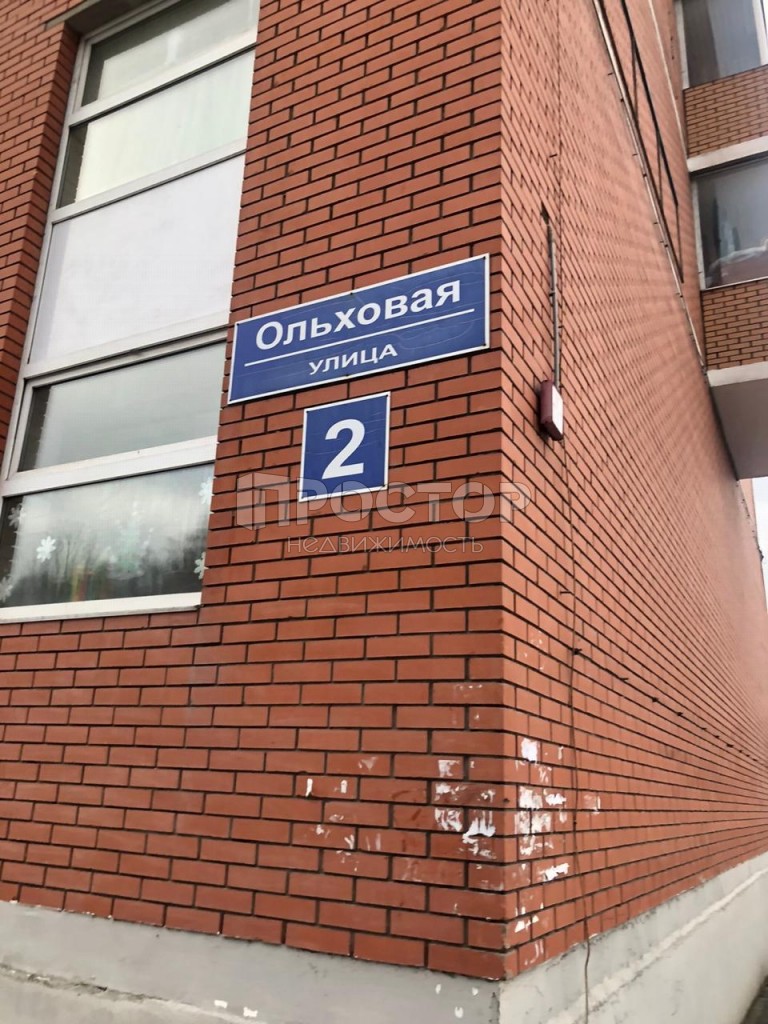 Ольховая
УЛИЦА
2
ПРОСТОР
НЕДВИЖИМОСТЬ